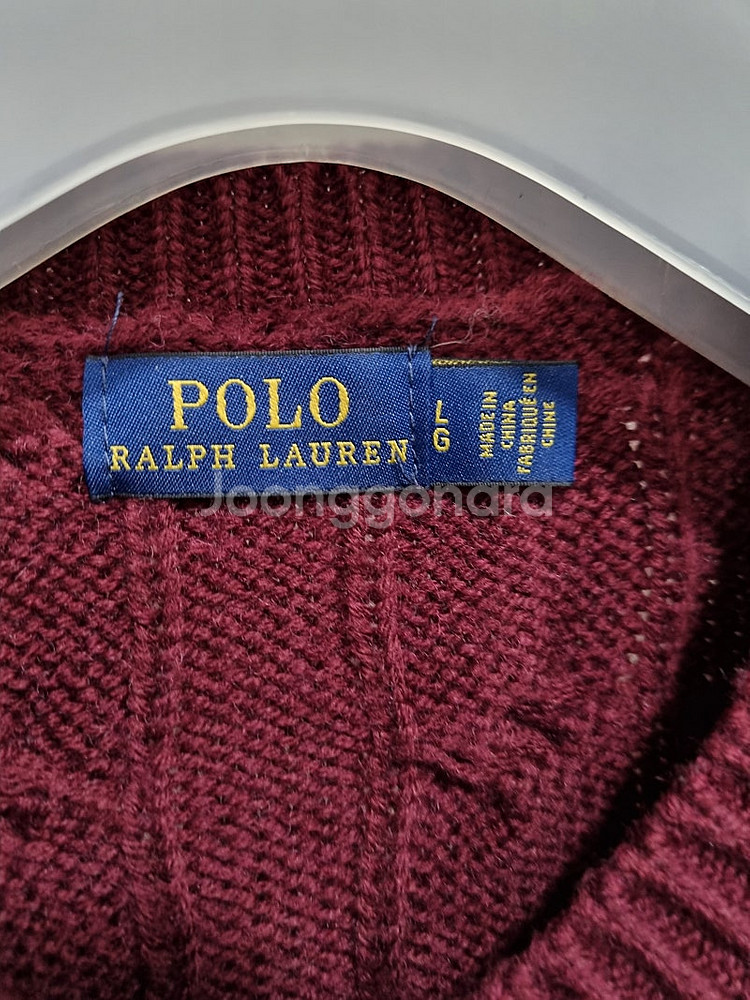 POLO
RALPH LAUREN
L
G
MADE IN
CHINA
FABRIQUÉ EN
CHINE
Joonggonara